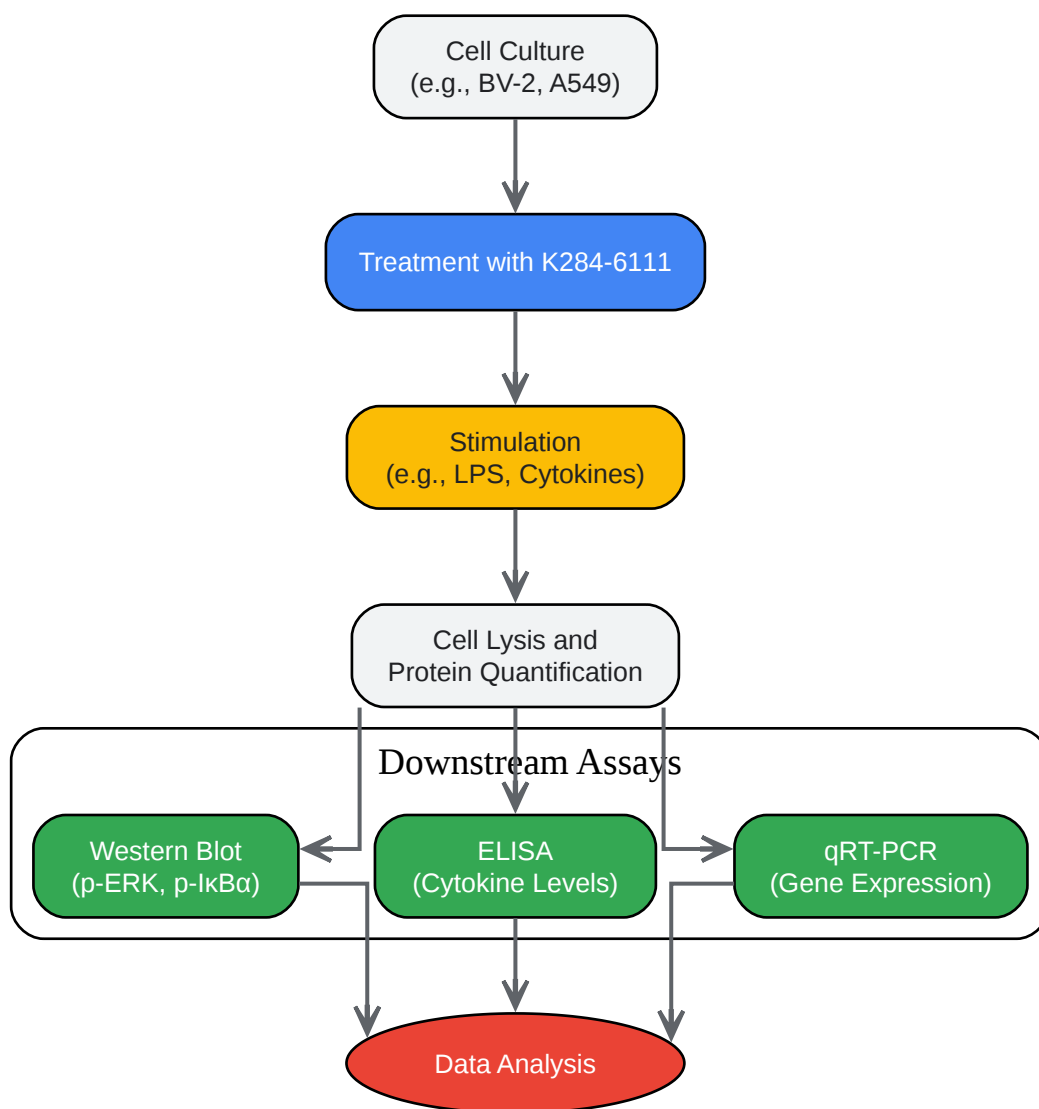 Cell Culture
(e.g., BV-2, A549)
Treatment with K284-6111
Stimulation
(e.g., LPS, Cytokines)
Cell Lysis and
Protein Quantification
Downstream Assays
Western Blot
(p-ERK, p-IκBα)
ELISA
(Cytokine Levels)
qRT-PCR
(Gene Expression)
Data Analysis